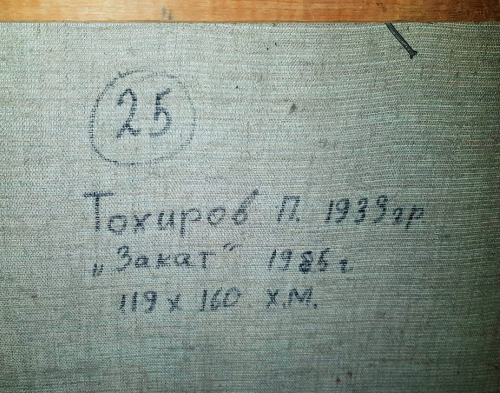 25
Тохиров П. 1939гр
„Закат“ 1985г
119 х 160 Х.М.